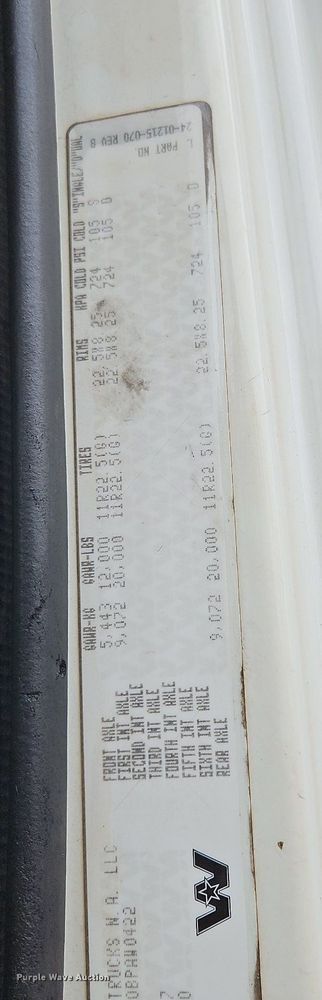 TRUCKS N.A. LLC
GAWR-KG GAWR-LBS TIRES RIMS KPA COLD PSI COLD "S"INGLE/"D"UAL
FRONT AXLE 5,443 12,000 11R22.5(G) 22.5X8.25 724 105 S
FIRST INT AXLE 9,072 20,000 11R22.5(G) 22.5X8.25 724 105 D
SECOND INT AXLE
THIRD INT AXLE
FOURTH INT AXLE
FIFTH INT AXLE
SIXTH INT AXLE
REAR AXLE 9,072 20,000 11R22.5(G) 22.5X8.25 724 105 D
PART NO.
24-01215-070 REV B
Purple Wave Auction